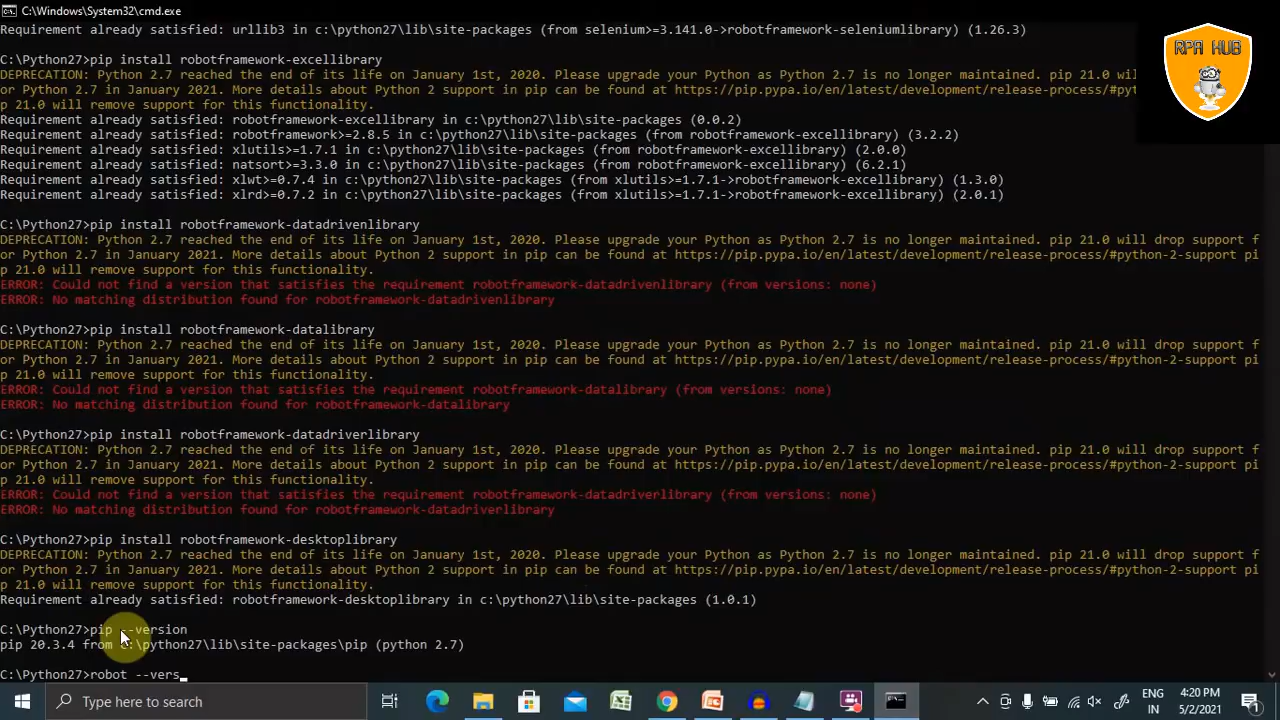 C:\Windows\System32\cmd.exe
Requirement already satisfied: urllib3 in c:\python27\lib\site-packages (from selenium>=3.141.0->robotframework-seleniumlibrary) (1.26.3)
C:\Python27>pip install robotframework-excellibrary
DEPRECATION: Python 2.7 reached the end of its life on January 1st, 2020. Please upgrade your Python as Python 2.7 is no longer maintained. pip 21.0 wil
or Python 2.7 in January 2021. More details about Python 2 support in pip can be found at https://pip.pypa.io/en/latest/development/release-process/#pyt
p 21.0 will remove support for this functionality.
Requirement already satisfied: robotframework-excellibrary in c:\python27\lib\site-packages (0.0.2)
Requirement already satisfied: robotframework>=2.8.5 in c:\python27\lib\site-packages (from robotframework-excellibrary) (3.2.2)
Requirement already satisfied: xlutils>=1.7.1 in c:\python27\lib\site-packages (from robotframework-excellibrary) (2.0.0)
Requirement already satisfied: natsort>=3.3.0 in c:\python27\lib\site-packages (from robotframework-excellibrary) (6.2.1)
Requirement already satisfied: xlwt>=0.7.4 in c:\python27\lib\site-packages (from xlutils>=1.7.1->robotframework-excellibrary) (1.3.0)
Requirement already satisfied: xlrd>=0.7.2 in c:\python27\lib\site-packages (from xlutils>=1.7.1->robotframework-excellibrary) (2.0.1)
C:\Python27>pip install robotframework-datadrivenlibrary
DEPRECATION: Python 2.7 reached the end of its life on January 1st, 2020. Please upgrade your Python as Python 2.7 is no longer maintained. pip 21.0 will drop support f
or Python 2.7 in January 2021. More details about Python 2 support in pip can be found at https://pip.pypa.io/en/latest/development/release-process/#python-2-support pi
p 21.0 will remove support for this functionality.
ERROR: Could not find a version that satisfies the requirement robotframework-datadrivenlibrary (from versions: none)
ERROR: No matching distribution found for robotframework-datadrivenlibrary
C:\Python27>pip install robotframework-datalibrary
DEPRECATION: Python 2.7 reached the end of its life on January 1st, 2020. Please upgrade your Python as Python 2.7 is no longer maintained. pip 21.0 will drop support f
or Python 2.7 in January 2021. More details about Python 2 support in pip can be found at https://pip.pypa.io/en/latest/development/release-process/#python-2-support pi
p 21.0 will remove support for this functionality.
ERROR: Could not find a version that satisfies the requirement robotframework-datalibrary (from versions: none)
ERROR: No matching distribution found for robotframework-datalibrary
C:\Python27>pip install robotframework-datadriverlibrary
DEPRECATION: Python 2.7 reached the end of its life on January 1st, 2020. Please upgrade your Python as Python 2.7 is no longer maintained. pip 21.0 will drop support f
or Python 2.7 in January 2021. More details about Python 2 support in pip can be found at https://pip.pypa.io/en/latest/development/release-process/#python-2-support pi
p 21.0 will remove support for this functionality.
ERROR: Could not find a version that satisfies the requirement robotframework-datadriverlibrary (from versions: none)
ERROR: No matching distribution found for robotframework-datadriverlibrary
C:\Python27>pip install robotframework-desktoplibrary
DEPRECATION: Python 2.7 reached the end of its life on January 1st, 2020. Please upgrade your Python as Python 2.7 is no longer maintained. pip 21.0 will drop support f
or Python 2.7 in January 2021. More details about Python 2 support in pip can be found at https://pip.pypa.io/en/latest/development/release-process/#python-2-support pi
p 21.0 will remove support for this functionality.
Requirement already satisfied: robotframework-desktoplibrary in c:\python27\lib\site-packages (1.0.1)
C:\Python27>pip --version
pip 20.3.4 from c:\python27\lib\site-packages\pip (python 2.7)
C:\Python27>robot --vers_
RPA HUB
Type here to search
ENG
IN
4:20 PM
5/2/2021
1